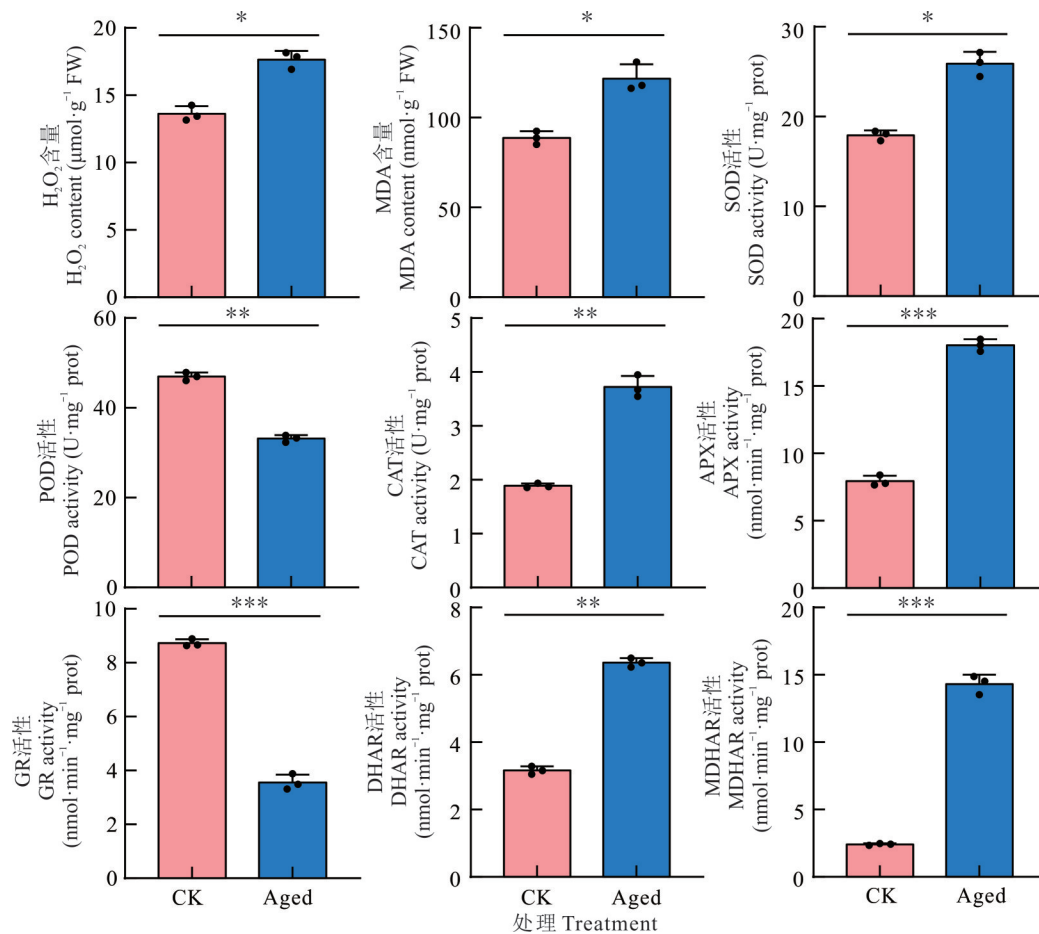 *
20
15
10
5
0
H₂O₂含量
H₂O₂ content (μmol·g⁻¹ FW)
*
150
100
50
0
MDA含量
MDA content (nmol·g⁻¹ FW)
*
30
20
10
0
SOD活性
SOD activity (U·mg⁻¹ prot)
**
60
40
20
0
POD活性
POD activity (U·mg⁻¹ prot)
**
5
4
3
2
1
0
CAT活性
CAT activity (U·mg⁻¹ prot)
***
20
15
10
5
0
APX活性
APX activity
(nmol·min⁻¹·mg⁻¹ prot)
***
10
8
6
4
2
0
GR活性
GR activity
(nmol·min⁻¹·mg⁻¹ prot)
CK Aged
**
8
6
4
2
0
DHAR活性
DHAR activity
(nmol·min⁻¹·mg⁻¹ prot)
CK Aged
***
20
15
10
5
0
MDHAR活性
MDHAR activity
(nmol·min⁻¹·mg⁻¹ prot)
CK Aged
处理 Treatment